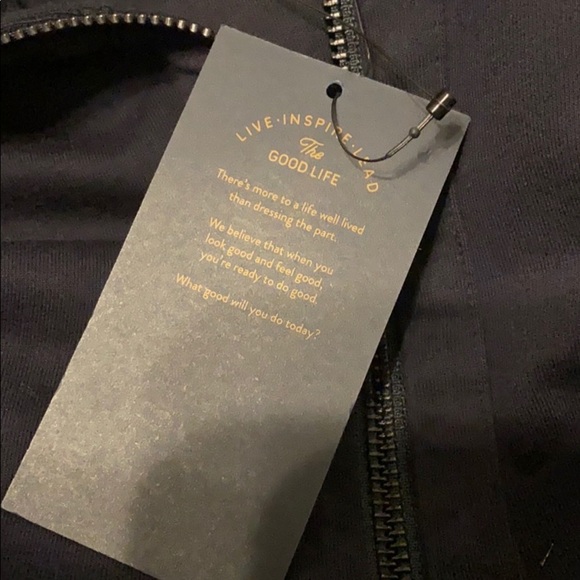 LIVE·INSPIRE·LEAD
The
GOOD LIFE
There's more to a life well lived
than dressing the part.
We believe that when you
look good and feel good,
you're ready to do good.
What good will you do today?